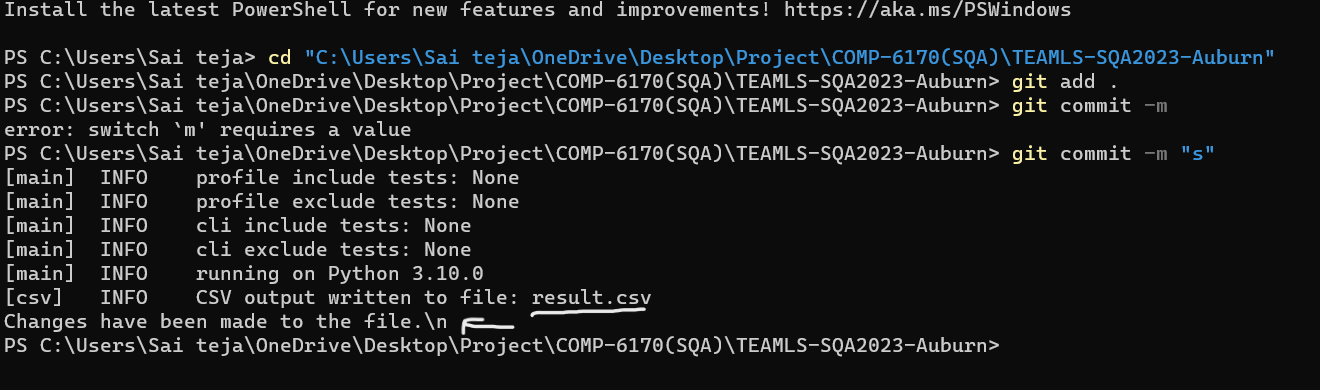 Install the latest PowerShell for new features and improvements! https://aka.ms/PSWindows
PS C:\Users\Sai teja> cd "C:\Users\Sai teja\OneDrive\Desktop\Project\COMP-6170(SQA)\TEAMLS-SQA2023-Auburn"
PS C:\Users\Sai teja\OneDrive\Desktop\Project\COMP-6170(SQA)\TEAMLS-SQA2023-Auburn> git add .
PS C:\Users\Sai teja\OneDrive\Desktop\Project\COMP-6170(SQA)\TEAMLS-SQA2023-Auburn> git commit -m
error: switch `m' requires a value
PS C:\Users\Sai teja\OneDrive\Desktop\Project\COMP-6170(SQA)\TEAMLS-SQA2023-Auburn> git commit -m "s"
[main]  INFO    profile include tests: None
[main]  INFO    profile exclude tests: None
[main]  INFO    cli include tests: None
[main]  INFO    cli exclude tests: None
[main]  INFO    running on Python 3.10.0
[csv]   INFO    CSV output written to file: result.csv
Changes have been made to the file.\n
PS C:\Users\Sai teja\OneDrive\Desktop\Project\COMP-6170(SQA)\TEAMLS-SQA2023-Auburn>